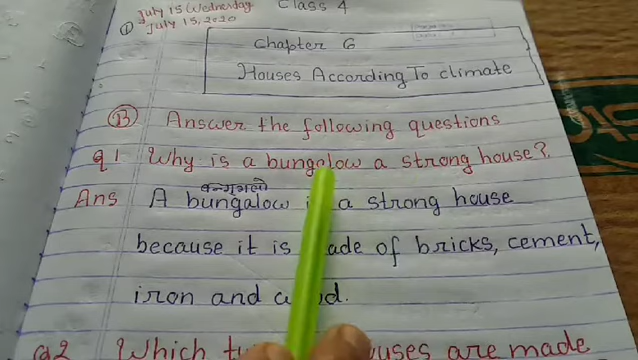 Class 4
July 15 Wednesday
① July 15, 2020
Chapter 6
Houses According To climate
Ⓑ Answer the following questions
Q1 Why is a bungalow a strong house?
बन्गलो
Ans A bungalow a strong house
because it is ade of bricks, cement,
iron and
Q2 Which uses are made